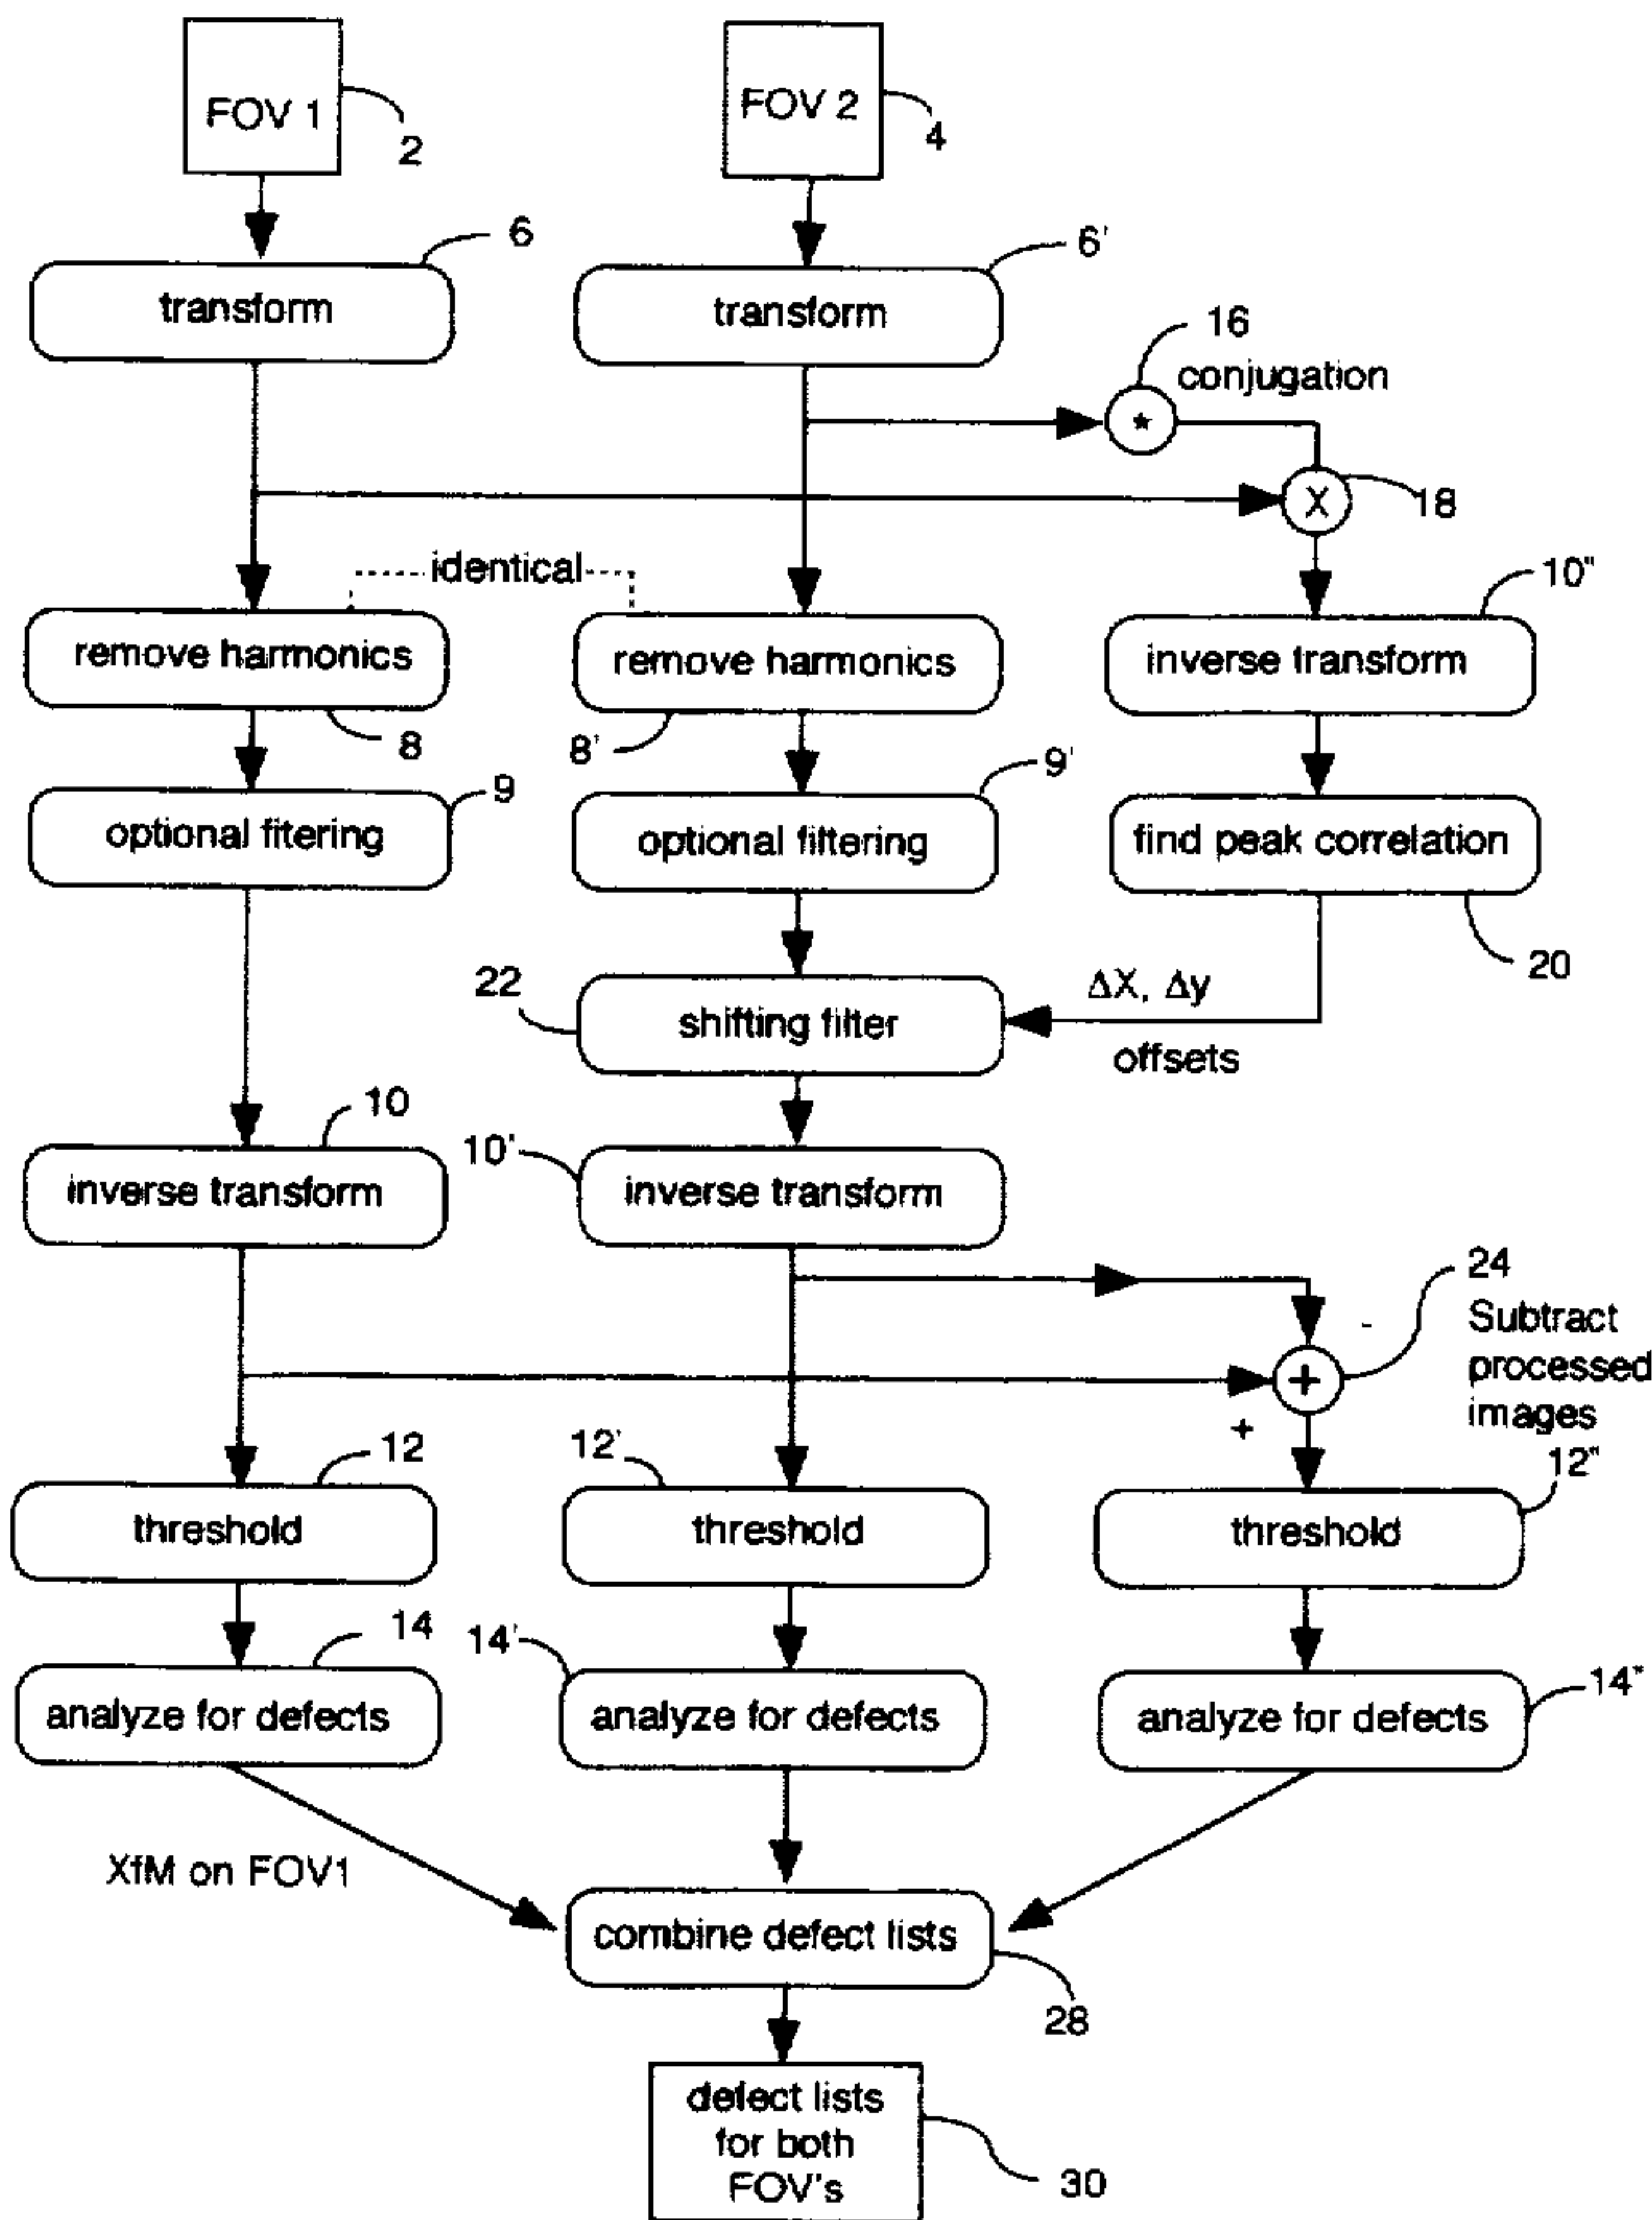 FOV 1
2
FOV 2
4
6
transform
6'
transform
16
conjugation
*
X
18
identical
remove harmonics
8
remove harmonics
8'
10"
inverse transform
9
optional fitering
9'
optional filtering
find peak correlation
20
22
shifting filter
ΔX, Δy
offsets
10
inverse transform
10'
inverse transform
24
Subtract
processed
images
-
+
+
12
threshold
12'
threshold
12"
threshold
14
analyze for defects
14'
analyze for defects
14"
analyze for defects
XfM on FOV1
combine defect lists
28
defect lists
for both
FOV's
30